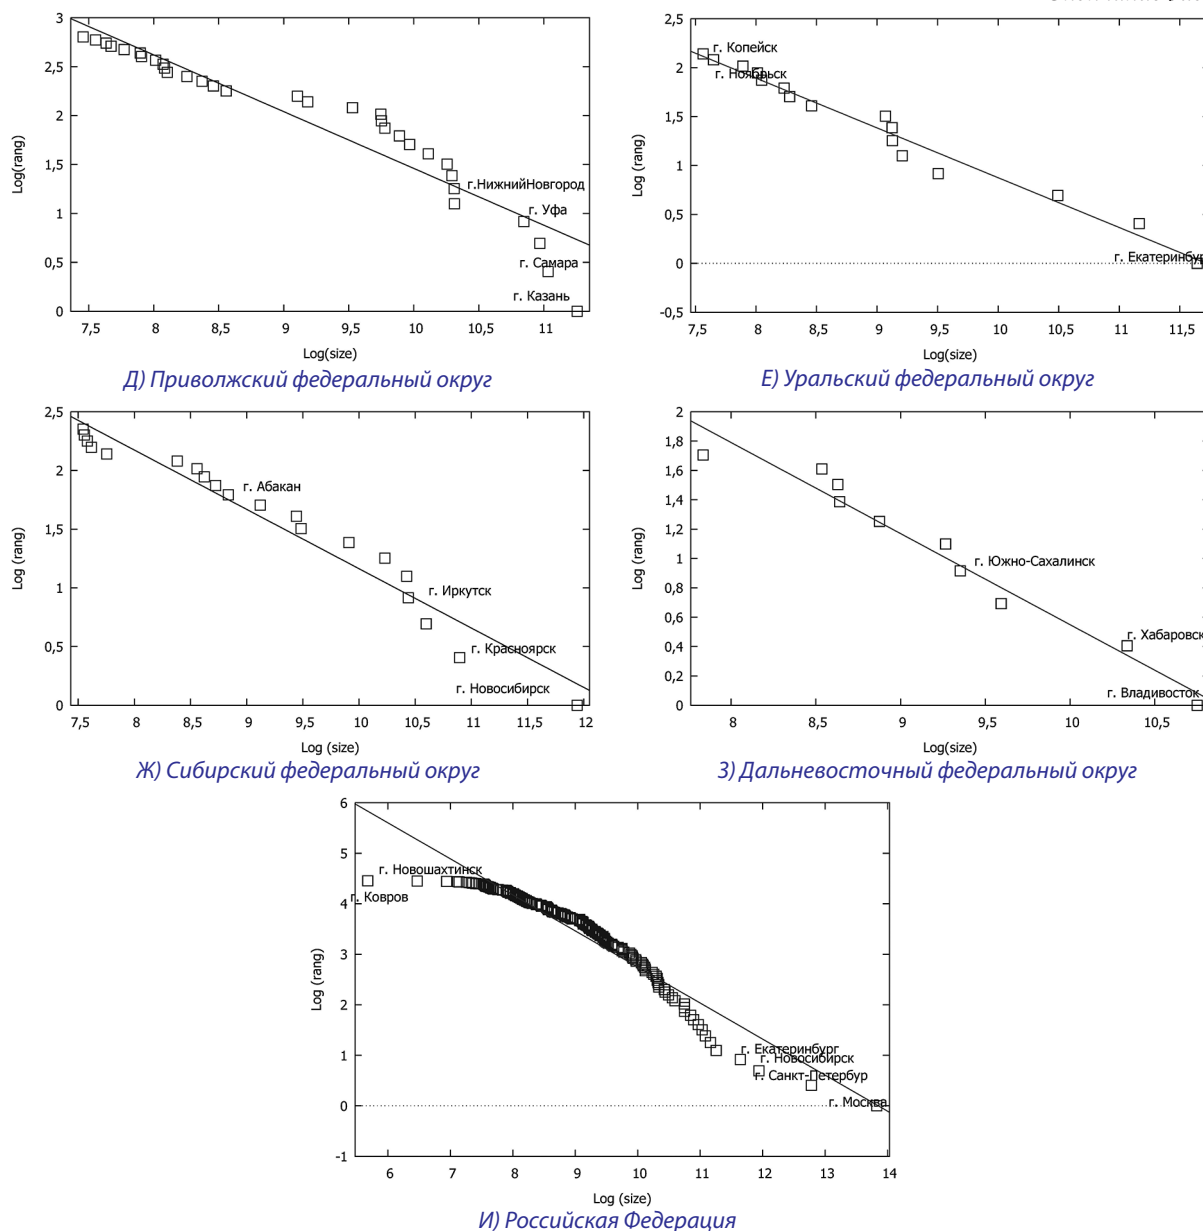 3
2,5
2
1,5
1
0,5
0
Log(rang)
7,5 8 8,5 9 9,5 10 10,5 11
Log(size)
г.НижнийНовгород
г. Уфа
г. Самара
г. Казань
Д) Приволжский федеральный округ
2,5
2
1,5
1
0,5
0
-0,5
Log (rang)
7,5 8 8,5 9 9,5 10 10,5 11 11,5
Log(size)
г. Копейск
г. Ноябрьск
г. Екатеринбург
Е) Уральский федеральный округ
2,5
2
1,5
1
0,5
0
Log (rang)
7,5 8 8,5 9 9,5 10 10,5 11 11,5 12
Log (size)
г. Абакан
г. Иркутск
г. Красноярск
г. Новосибирск
Ж) Сибирский федеральный округ
2
1,8
1,6
1,4
1,2
1
0,8
0,6
0,4
0,2
0
Log (rang)
8 8,5 9 9,5 10 10,5
Log(size)
г. Южно-Сахалинск
г. Хабаровск
г. Владивосток
З) Дальневосточный федеральный округ
6
5
4
3
2
1
0
-1
Log (rang)
6 7 8 9 10 11 12 13 14
Log (size)
г. Новошахтинск
г. Ковров
г. Екатеринбург
г. Новосибирск
г. Санкт-Петербур
г. Москва
И) Российская Федерация